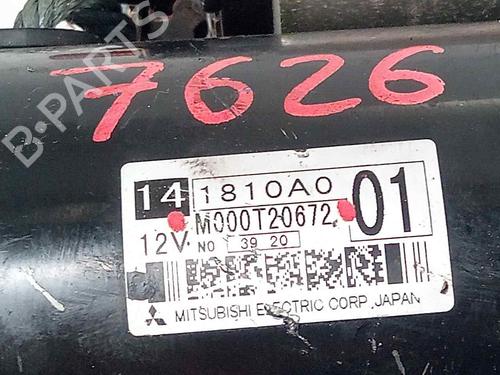 B-PARTS
7626
14 1810A0
M000T20672 01
12V NO 39 20
MITSUBISHI ELECTRIC CORP. JAPAN